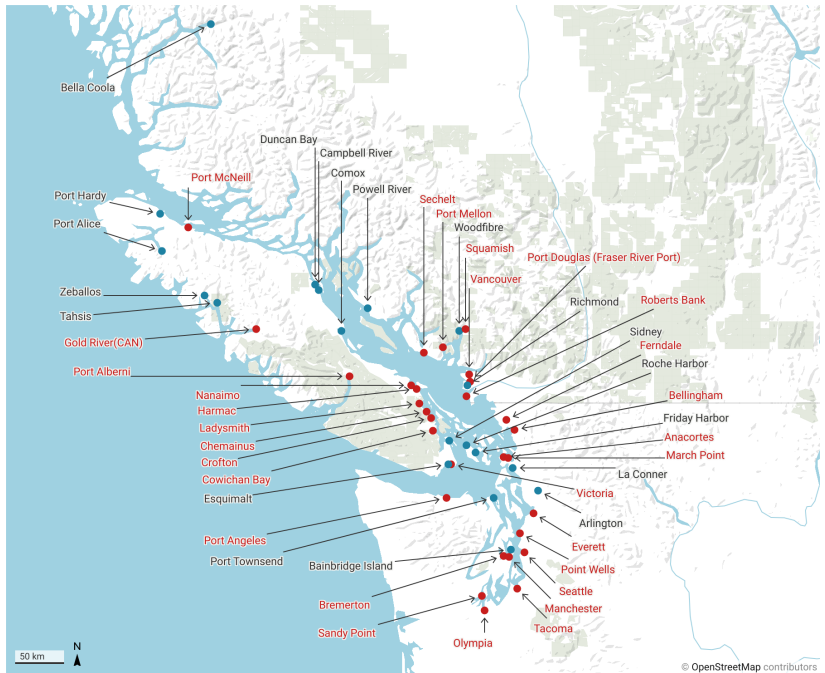 Bella Coola
Duncan Bay
Campbell River
Comox
Port McNeill
Powell River
Port Hardy
Sechelt
Port Mellon
Port Alice
Woodfibre
Squamish
Port Douglas (Fraser River Port)
Vancouver
Zeballos
Richmond
Roberts Bank
Tahsis
Sidney
Gold River(CAN)
Ferndale
Roche Harbor
Port Alberni
Nanaimo
Bellingham
Harmac
Friday Harbor
Ladysmith
Anacortes
Chemainus
March Point
Crofton
La Conner
Cowichan Bay
Victoria
Esquimalt
Arlington
Port Angeles
Everett
Port Townsend
Bainbridge Island
Point Wells
Seattle
Bremerton
Manchester
Sandy Point
Tacoma
Olympia
50 km
N
© OpenStreetMap contributors